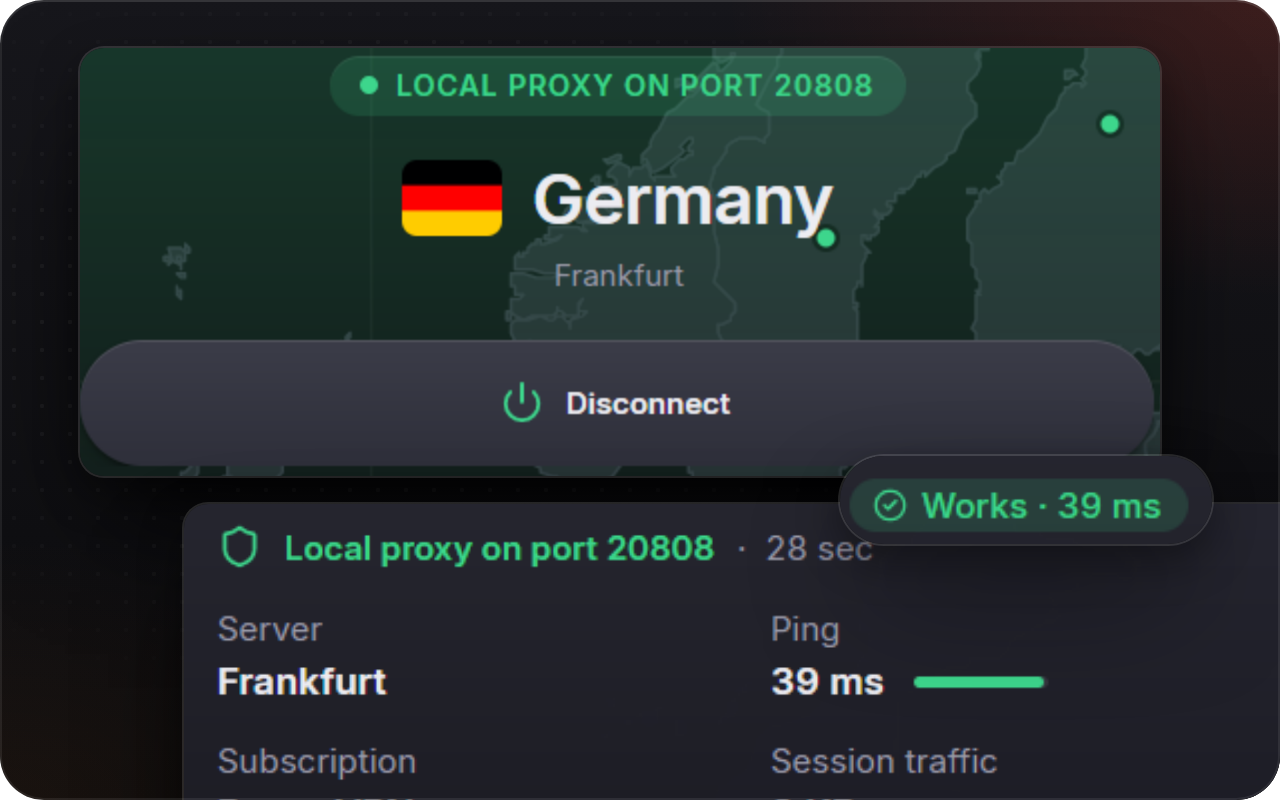 LOCAL PROXY ON PORT 20808
Germany
Frankfurt
Disconnect
Works · 39 ms
Local proxy on port 20808 · 28 sec
Server
Ping
Frankfurt
39 ms
Subscription
Session traffic